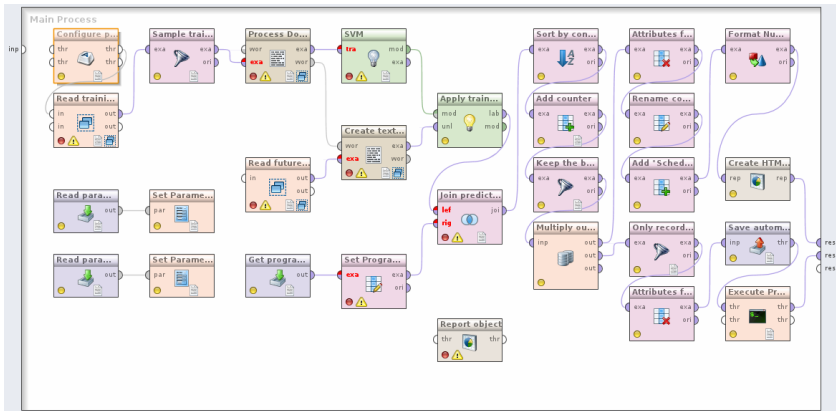 Main Process
inp
Configure p...
thr thr
thr thr
Sample trai...
exa exa
ori
Process Do...
wor exa
exa wor
SVM
tra mod
exa
Sort by con...
exa exa
ori
Attributes f...
exa exa
ori
Format Nu...
exa exa
ori
Read traini...
in out
in out
Apply train...
mod lab
unl mod
Add counter
exa exa
ori
Rename co...
exa exa
ori
Create text...
wor exa
exa wor
Read future...
in out
out
Keep the b...
exa exa
ori
Add "Sched...
exa exa
ori
Create HTM...
rep rep
Read para...
out
Set Parame...
par
Join predict...
lef joi
rig
Multiply ou...
inp out
out
out
Only record...
exa exa
ori
Save autom...
inp thr
thr
res
res
res
Read para...
out
Set Parame...
par
Get progra...
out
Set Progra...
exa exa
ori
Attributes f...
exa exa
ori
Execute Pr...
thr thr
thr thr
Report object
thr thr